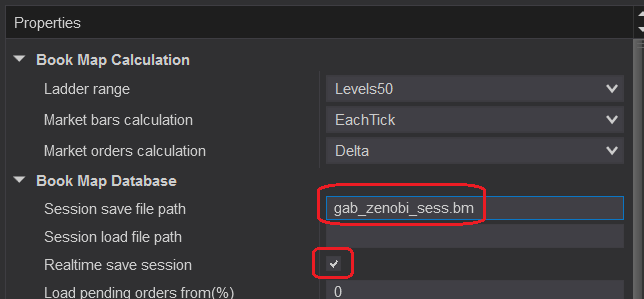 Properties
Book Map Calculation
Ladder range Levels50
Market bars calculation EachTick
Market orders calculation Delta
Book Map Database
Session save file path gab_zenobi_sess.bm
Session load file path
Realtime save session
Load pending orders from(%) 0